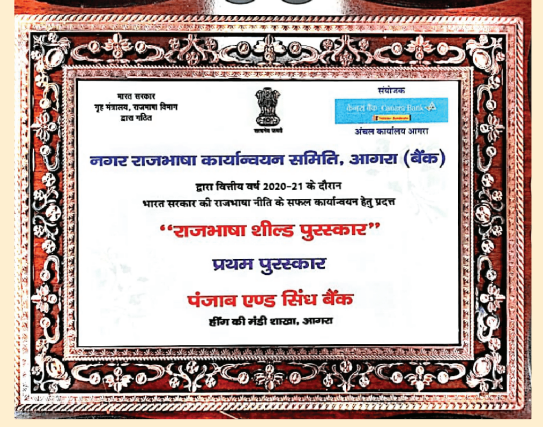 भारत सरकार
गृह मंत्रालय, राजभाषा विभाग
द्वारा गठित
सत्यमेव जयते
संयोजक
केनरा बैंक Canara Bank
अंचल कार्यालय आगरा
नगर राजभाषा कार्यान्वयन समिति, आगरा (बैंक)
द्वारा वित्तीय वर्ष 2020-21 के दौरान
भारत सरकार की राजभाषा नीति के सफल कार्यान्वयन हेतु प्रदत्त
“राजभाषा शील्ड पुरस्कार”
प्रथम पुरस्कार
पंजाब एण्ड सिंध बैंक
हींग की मंडी शाखा, आगरा